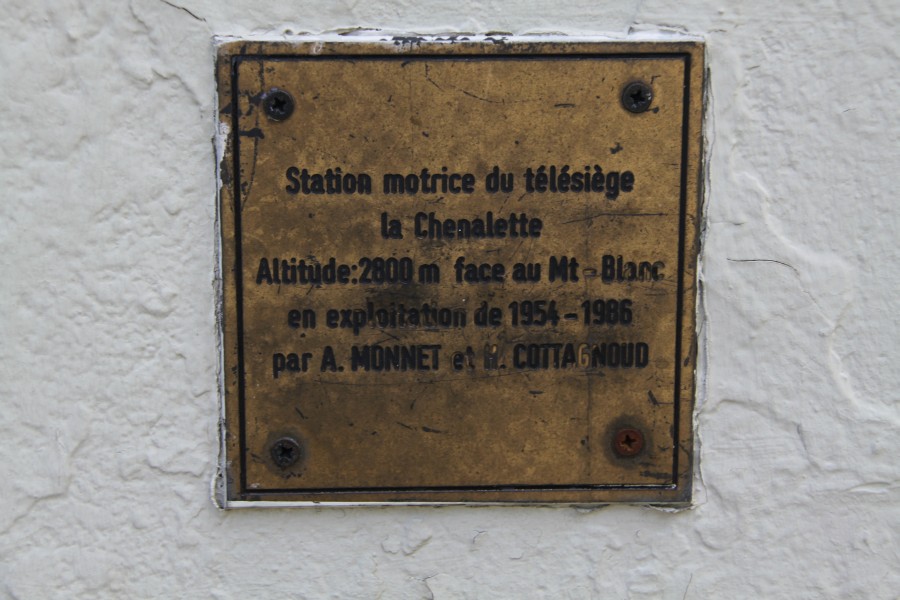 Station motrice du télésiège
la Chenalette
Altitude:2800 m face au Mt-Blanc
en exploitation de 1954-1986
par A. MONNET et COTTAGNOUD